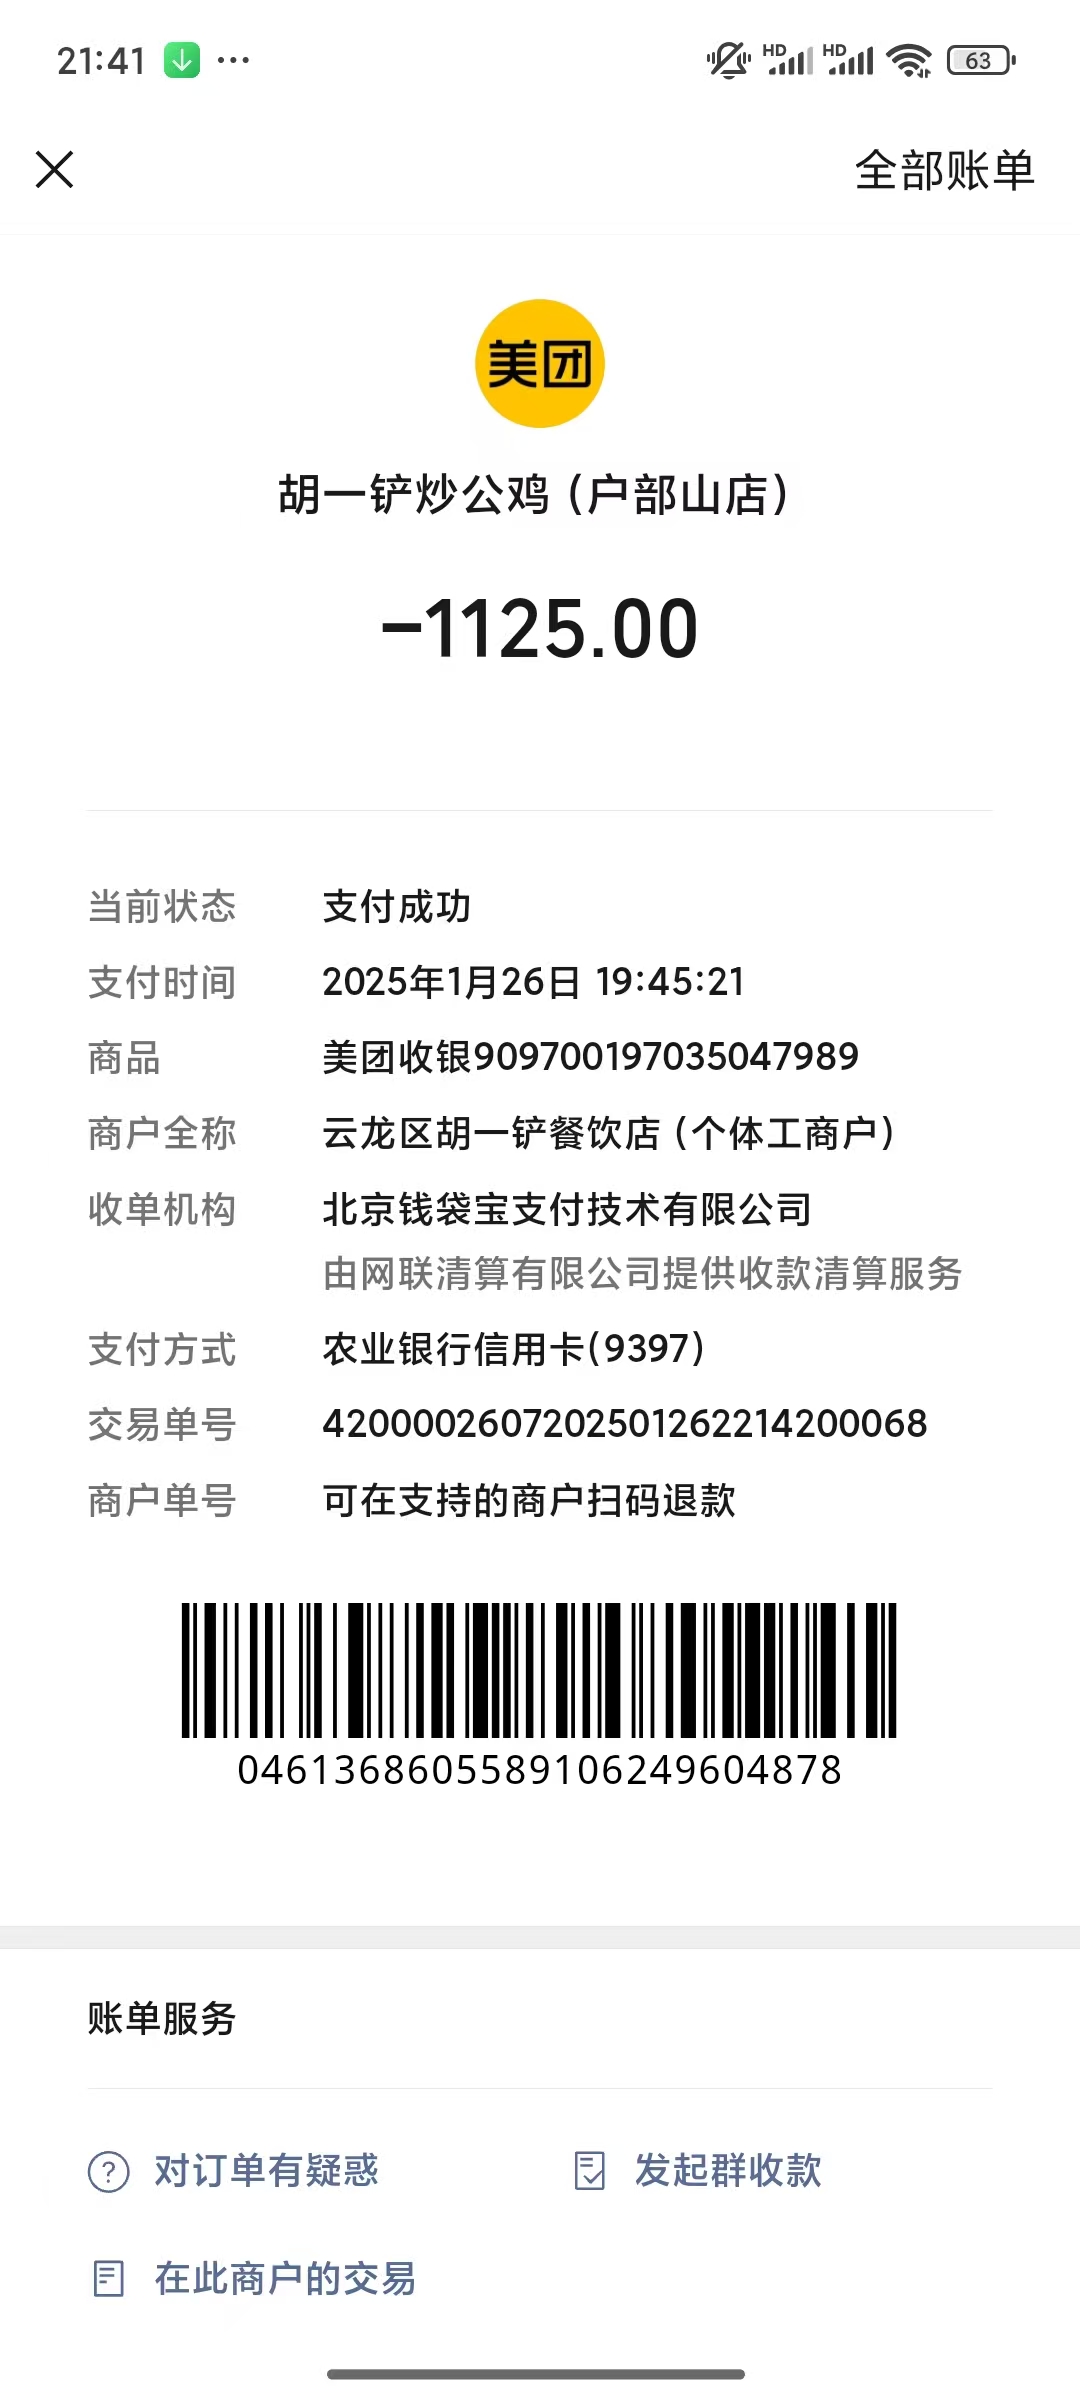 21:41 ...
HD HD 63
全部账单
美团
胡一铲炒公鸡（户部山店）
-1125.00
当前状态 支付成功
支付时间 2025年1月26日 19:45:21
商品 美团收银909700197035047989
商户全称 云龙区胡一铲餐饮店（个体工商户）
收单机构 北京钱袋宝支付技术有限公司
由网联清算有限公司提供收款清算服务
支付方式 农业银行信用卡(9397)
交易单号 4200002607202501262214200068
商户单号 可在支持的商户扫码退款
0461368605589106249604878
账单服务
对订单有疑惑 发起群收款
在此商户的交易